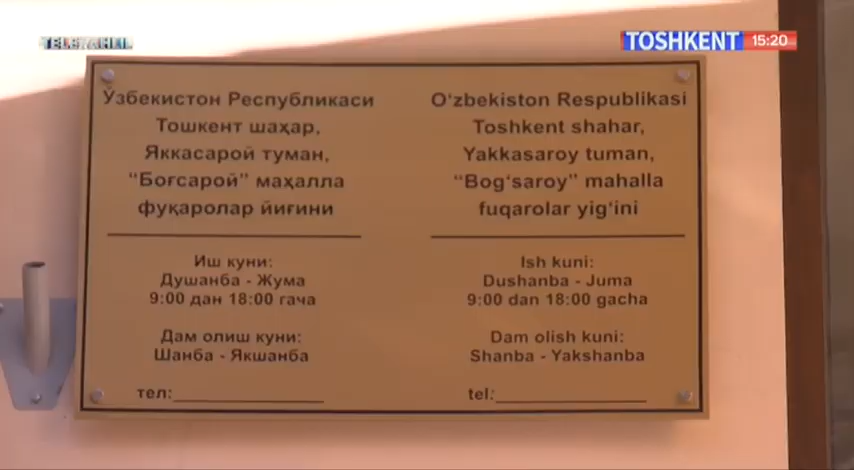 TELETAHLIL
TOSHKENT 15:20
Ўзбекистон Республикаси
Тошкент шаҳар,
Яккасарой туман,
“Боғсарой” маҳалла
фуқаролар йиғини
Иш куни:
Душанба - Жума
9:00 дан 18:00 гача
Дам олиш куни:
Шанба - Якшанба
тел:
O‘zbekiston Respublikasi
Toshkent shahar,
Yakkasaroy tuman,
“Bog‘saroy” mahalla
fuqarolar yig‘ini
Ish kuni:
Dushanba - Juma
9:00 dan 18:00 gacha
Dam olish kuni:
Shanba - Yakshanba
tel: